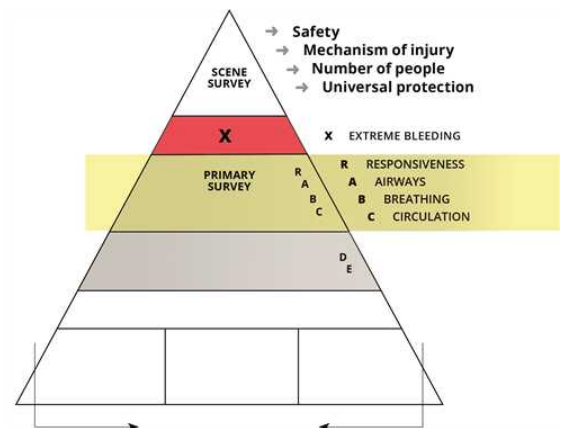 Safety
Mechanism of injury
Number of people
Universal protection
SCENE
SURVEY
X
X EXTREME BLEEDING
PRIMARY
SURVEY
R
A
B
C
R RESPONSIVENESS
A AIRWAYS
B BREATHING
C CIRCULATION
D
E